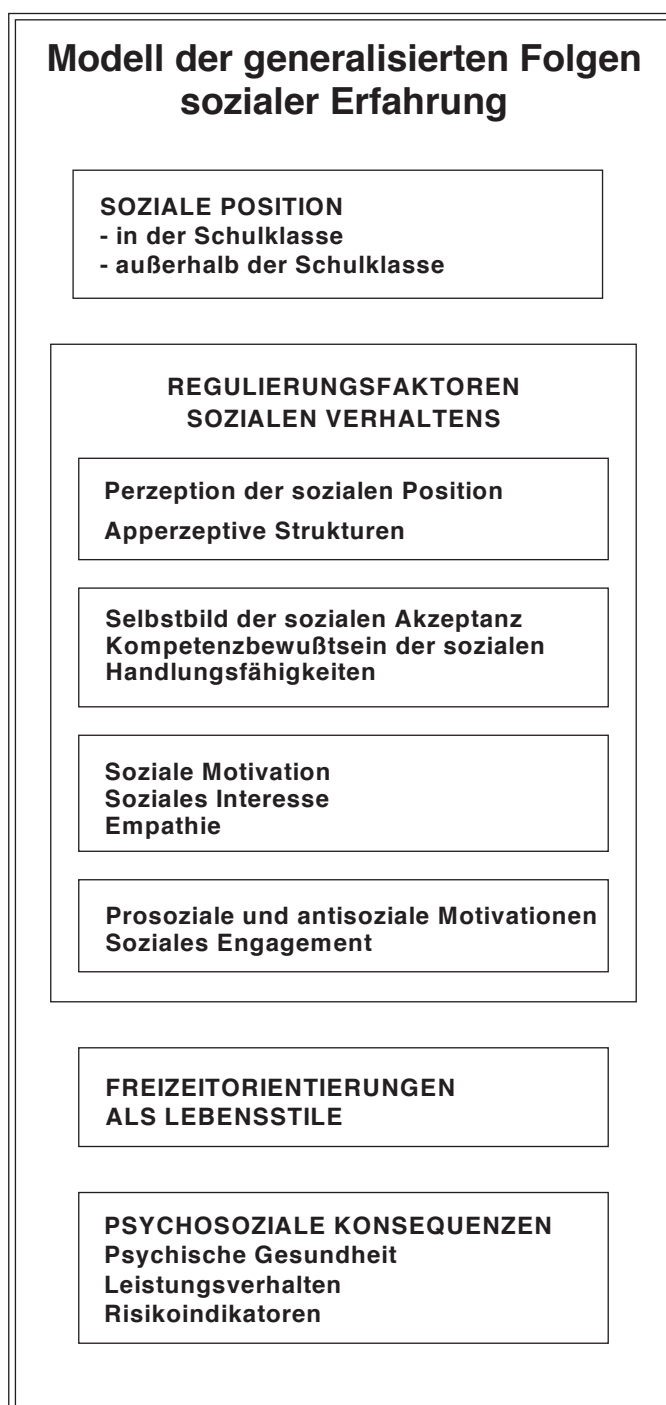 Modell der generalisierten Folgen
sozialer Erfahrung
SOZIALE POSITION
- in der Schulklasse
- außerhalb der Schulklasse
REGULIERUNGSFAKTOREN
SOZIALEN VERHALTENS
Perzeption der sozialen Position
Apperzeptive Strukturen
Selbstbild der sozialen Akzeptanz
Kompetenzbewußtsein der sozialen
Handlungsfähigkeiten
Soziale Motivation
Soziales Interesse
Empathie
Prosoziale und antisoziale Motivationen
Soziales Engagement
FREIZEITORIENTIERUNGEN
ALS LEBENSSTILE
PSYCHOSOZIALE KONSEQUENZEN
Psychische Gesundheit
Leistungsverhalten
Risikoindikatoren